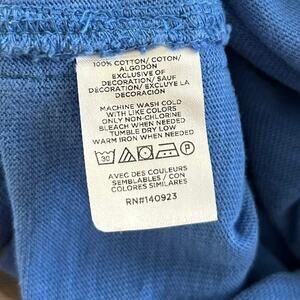 100% COTTON/ COTON/
ALGODÓN
EXCLUSIVE OF
DECORATION/ SAUF
DECORATION/ EXCLUYE LA
DECORACIÓN
MACHINE WASH COLD
WITH LIKE COLORS
ONLY NON-CHLORINE
BLEACH WHEN NEEDED
TUMBLE DRY LOW
WARM IRON WHEN NEEDED
30 P
AVEC DES COULEURS
SEMBLABLES / CON
COLORES SIMILARES
RN#140923